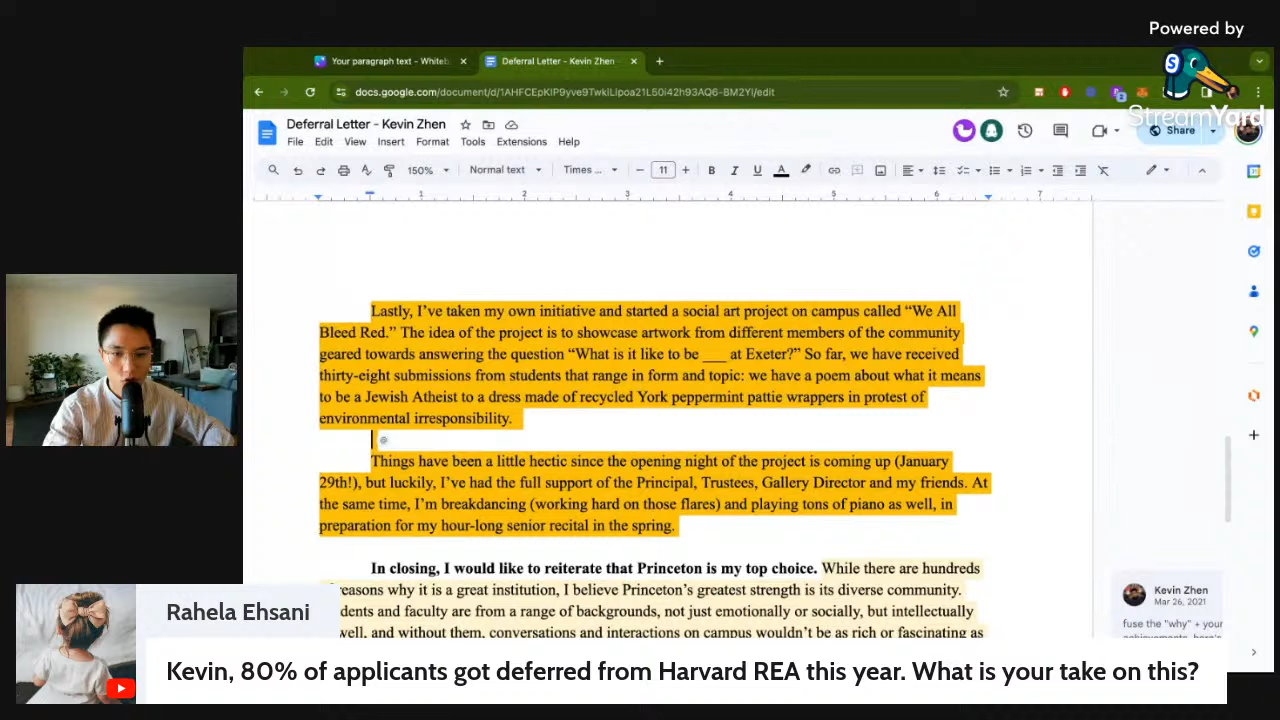 Powered by
StreamYard
Your paragraph text - Whiteb
Deferral Letter - Kevin Zhen
docs.google.com/document/d/1AHFCEpKIP9yve9TwkiLlpoa21L50i42h93AQ6-BM2YI/edit
Deferral Letter - Kevin Zhen
File Edit View Insert Format Tools Extensions Help
Share
150% Normal text Times ... 11
1 2 3 4 5 6 7
Lastly, I've taken my own initiative and started a social art project on campus called “We All
Bleed Red.” The idea of the project is to showcase artwork from different members of the community
geared towards answering the question “What is it like to be ___ at Exeter?” So far, we have received
thirty-eight submissions from students that range in form and topic: we have a poem about what it means
to be a Jewish Atheist to a dress made of recycled York peppermint pattie wrappers in protest of
environmental irresponsibility.
Things have been a little hectic since the opening night of the project is coming up (January
29th!), but luckily, I've had the full support of the Principal, Trustees, Gallery Director and my friends. At
the same time, I'm breakdancing (working hard on those flares) and playing tons of piano as well, in
preparation for my hour-long senior recital in the spring.
In closing, I would like to reiterate that Princeton is my top choice. While there are hundreds
reasons why it is a great institution, I believe Princeton's greatest strength is its diverse community.
dents and faculty are from a range of backgrounds, not just emotionally or socially, but intellectually
well, and without them, conversations and interactions on campus wouldn't be as rich or fascinating as
Kevin Zhen
Mar 26, 2021
fuse the "why" + your
Rahela Ehsani
Kevin, 80% of applicants got deferred from Harvard REA this year. What is your take on this?